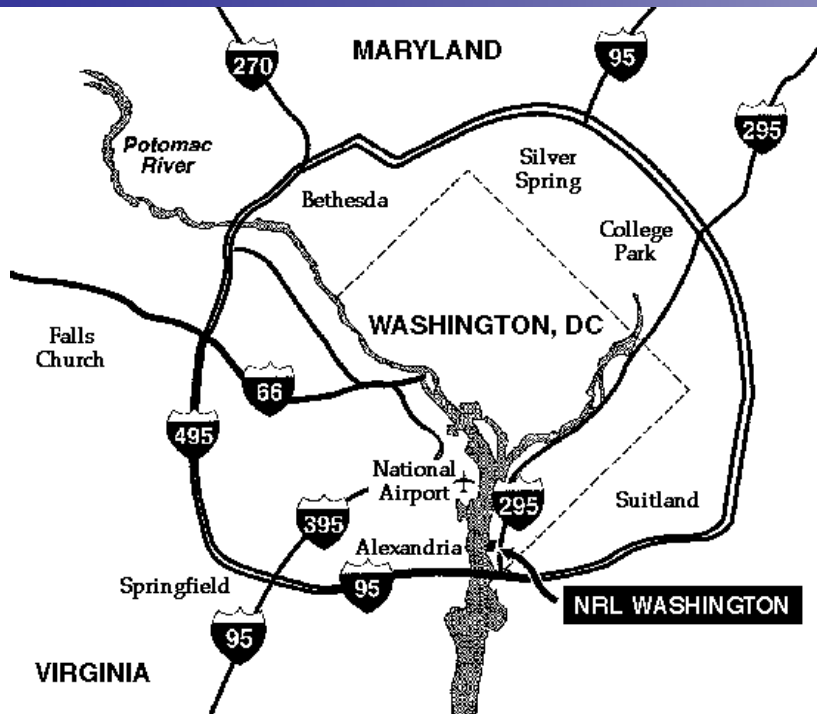 MARYLAND
270
95
295
Potomac
River
Silver
Spring
Bethesda
College
Park
WASHINGTON, DC
Falls
Church
66
495
National
Airport
295
Suitland
395
Alexandria
Springfield
95
NRL WASHINGTON
95
VIRGINIA